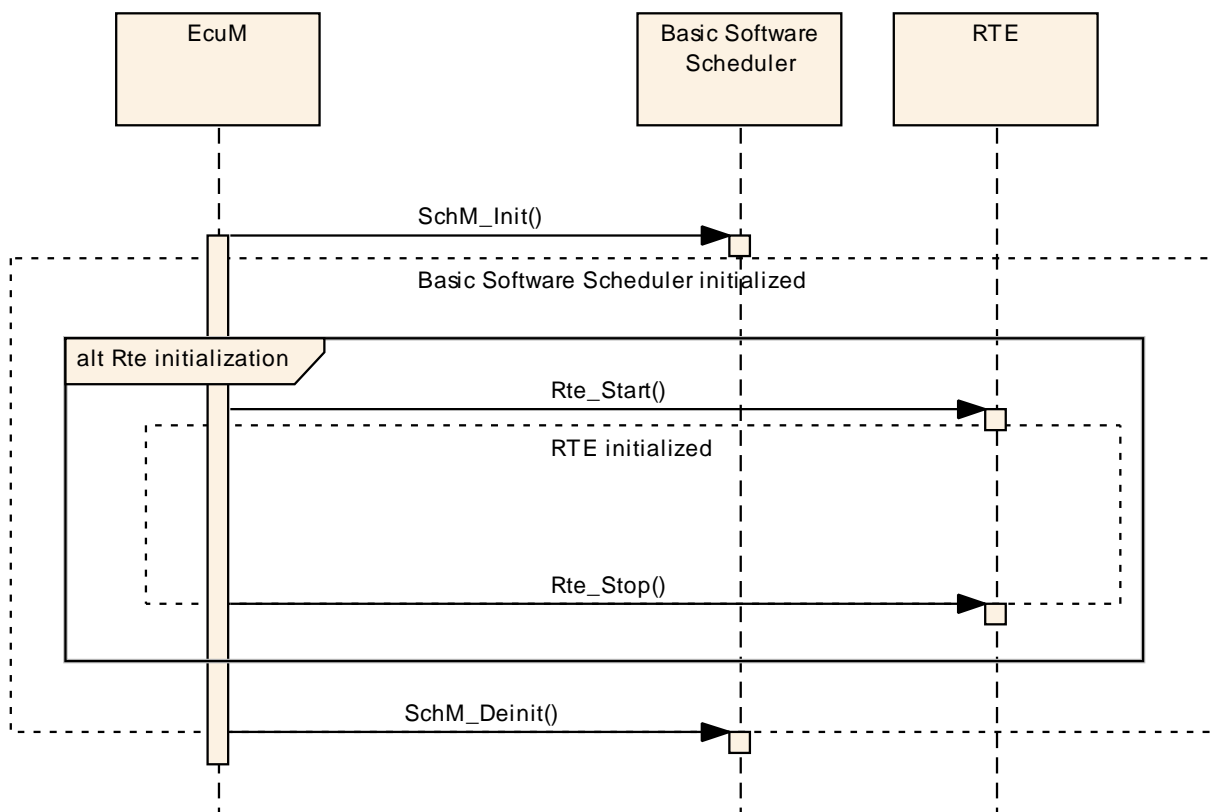 EcuM
Basic Software
Scheduler
RTE
SchM_Init()
Basic Software Scheduler initialized
alt Rte initialization
Rte_Start()
RTE initialized
Rte_Stop()
SchM_Deinit()